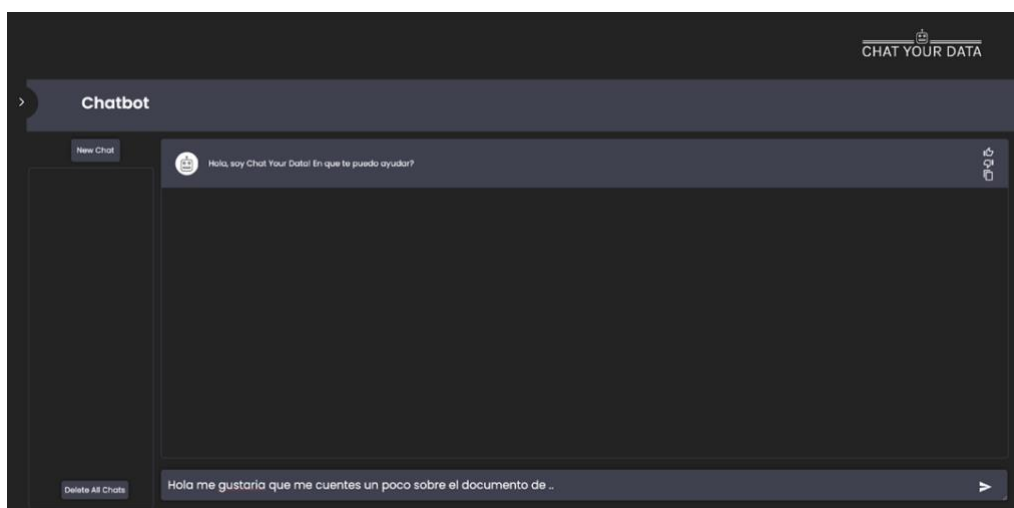 CHAT YOUR DATA
Chatbot
New Chat
Hola, soy Chat Your Data! En que te puedo ayudar?
Delete All Chats
Hola me gustaria que me cuentes un poco sobre el documento de ..